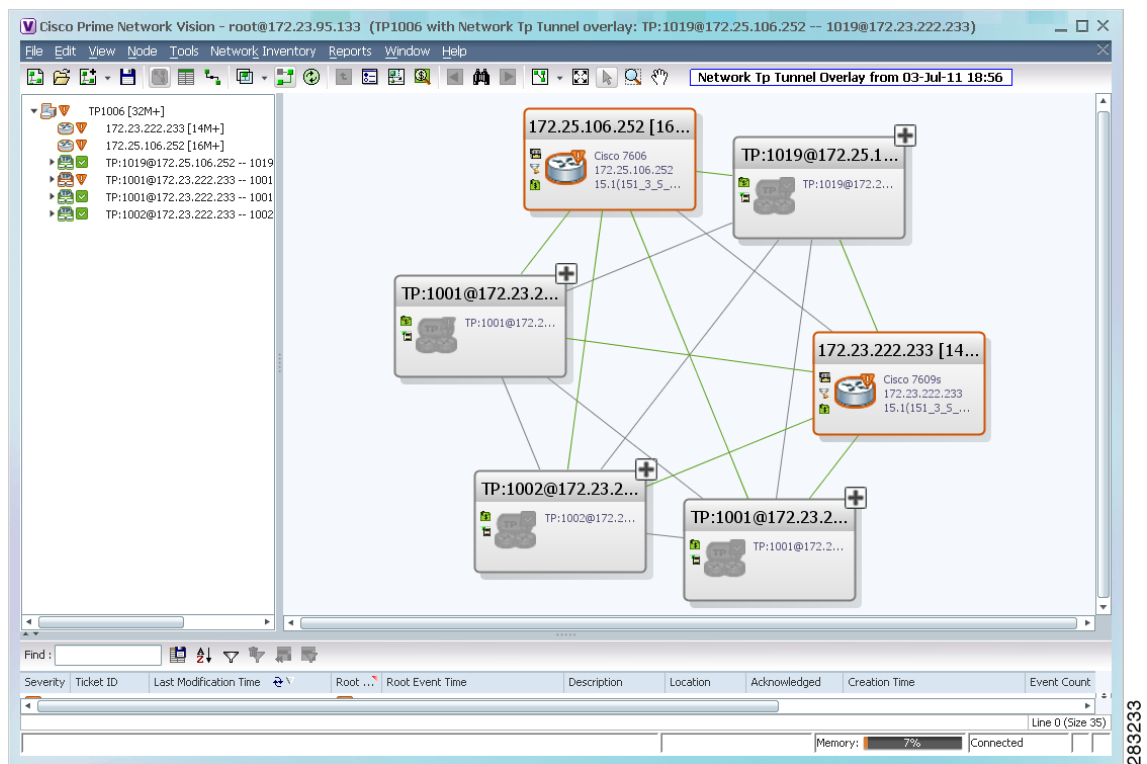 Cisco Prime Network Vision - root@172.23.95.133 (TP1006 with Network Tp Tunnel overlay: TP:1019@172.25.106.252 -- 1019@172.23.222.233)
File Edit View Node Tools Network Inventory Reports Window Help
Network Tp Tunnel Overlay from 03-Jul-11 18:56
TP1006 [32M+]
172.23.222.233 [14M+]
172.25.106.252 [16M+]
TP:1019@172.25.106.252 -- 1019
TP:1001@172.23.222.233 -- 1001
TP:1001@172.23.222.233 -- 1001
TP:1002@172.23.222.233 -- 1002
172.25.106.252 [16...
Cisco 7606
172.25.106.252
15.1(151_3_S_...
TP:1019@172.25.1...
TP:1019@172.2...
TP:1001@172.23.2...
TP:1001@172.2...
172.23.222.233 [14...
Cisco 7609s
172.23.222.233
15.1(151_3_S_...
TP:1002@172.23.2...
TP:1002@172.2...
TP:1001@172.23.2...
TP:1001@172.2...
Find :
Severity Ticket ID Last Modification Time Root ... Root Event Time Description Location Acknowledged Creation Time Event Count
Line 0 (Size 35)
Memory: 7% Connected
283233